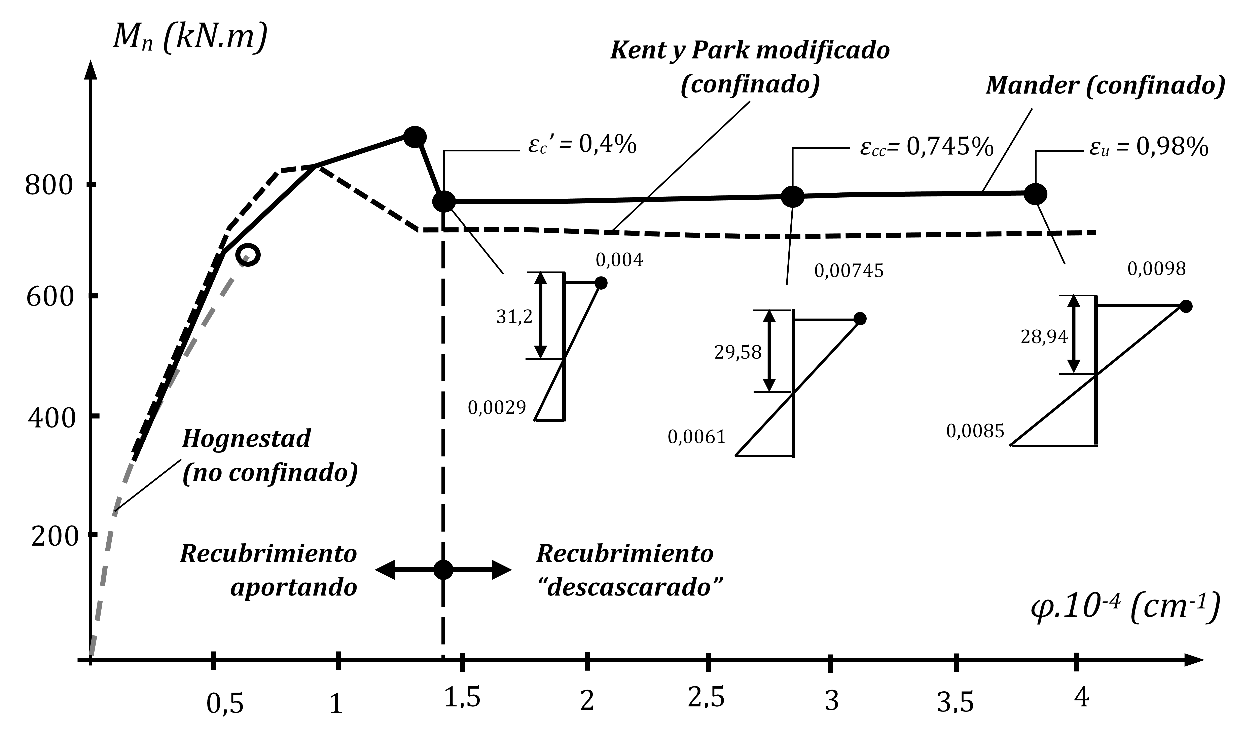 Mn (kN.m)
Kent y Park modificado
(confinado)
Mander (confinado)
εc' = 0,4%
εcc= 0,745%
εu = 0,98%
800
600
400
200
0,004
0,00745
0,0098
31,2
29,58
28,94
0,0029
0,0061
0,0085
Hognestad
(no confinado)
Recubrimiento
aportando
Recubrimiento
“descascarado”
φ.10⁻⁴ (cm⁻¹)
0,5
1
1,5
2
2,5
3
3,5
4